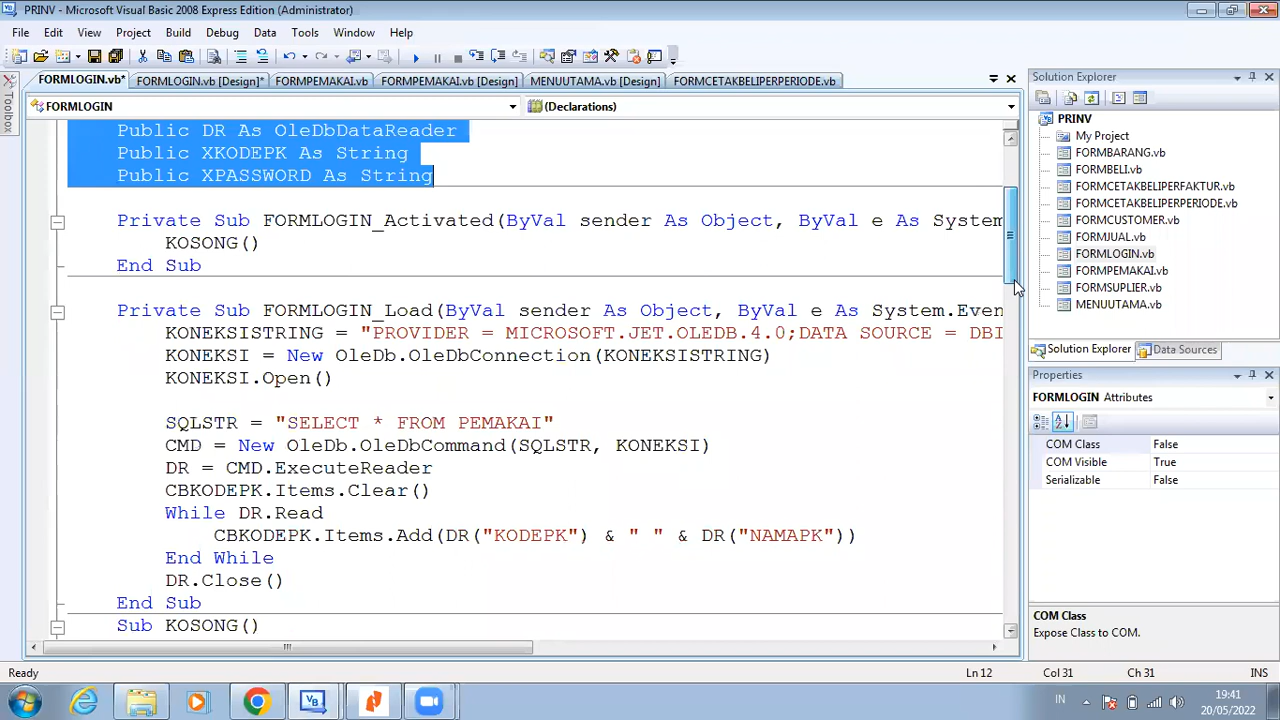 PRINV - Microsoft Visual Basic 2008 Express Edition (Administrator)
File Edit View Project Build Debug Data Tools Window Help
FORMLOGIN.vb* FORMLOGIN.vb [Design]* FORMPEMAKAI.vb FORMPEMAKAI.vb [Design] MENUUTAMA.vb [Design] FORMCETAKBELIPERPERIODE.vb
Toolbox
FORMLOGIN (Declarations)
Public DR As OleDbDataReader
Public XKODEPK As String
Public XPASSWORD As String
Private Sub FORMLOGIN_Activated(ByVal sender As Object, ByVal e As System
KOSONG()
End Sub
Private Sub FORMLOGIN_Load(ByVal sender As Object, ByVal e As System.Even
KONEKSISTRING = "PROVIDER = MICROSOFT.JET.OLEDB.4.0;DATA SOURCE = DBI
KONEKSI = New OleDb.OleDbConnection(KONEKSISTRING)
KONEKSI.Open()
SQLSTR = "SELECT * FROM PEMAKAI"
CMD = New OleDb.OleDbCommand(SQLSTR, KONEKSI)
DR = CMD.ExecuteReader
CBKODEPK.Items.Clear()
While DR.Read
CBKODEPK.Items.Add(DR("KODEPK") & " " & DR("NAMAPK"))
End While
DR.Close()
End Sub
Sub KOSONG()
Solution Explorer
PRINV
My Project
FORMBARANG.vb
FORMBELI.vb
FORMCETAKBELIPERFAKTUR.vb
FORMCETAKBELIPERPERIODE.vb
FORMCUSTOMER.vb
FORMJUAL.vb
FORMLOGIN.vb
FORMPEMAKAI.vb
FORMSUPLIER.vb
MENUUTAMA.vb
Solution Explorer Data Sources
Properties
FORMLOGIN Attributes
COM Class False
COM Visible True
Serializable False
COM Class
Expose Class to COM.
Ready Ln 12 Col 31 Ch 31 INS
IN 19:41
20/05/2022